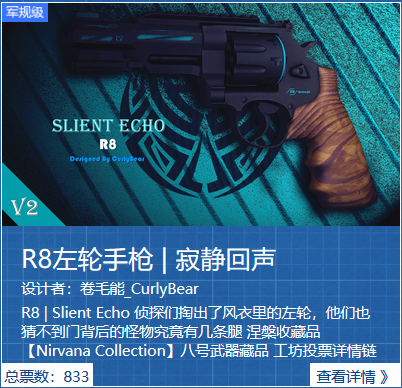 军规级
SLIENT ECHO
R8
Designed By CurlyBear
V2
R8左轮手枪 | 寂静回声
设计者：卷毛能_CurlyBear
R8 | Slient Echo 侦探们掏出了风衣里的左轮，他们也
猜不到门背后的怪物究竟有几条腿 涅槃收藏品
【Nirvana Collection】八号武器藏品 工坊投票详情链
总票数：833
查看详情 》